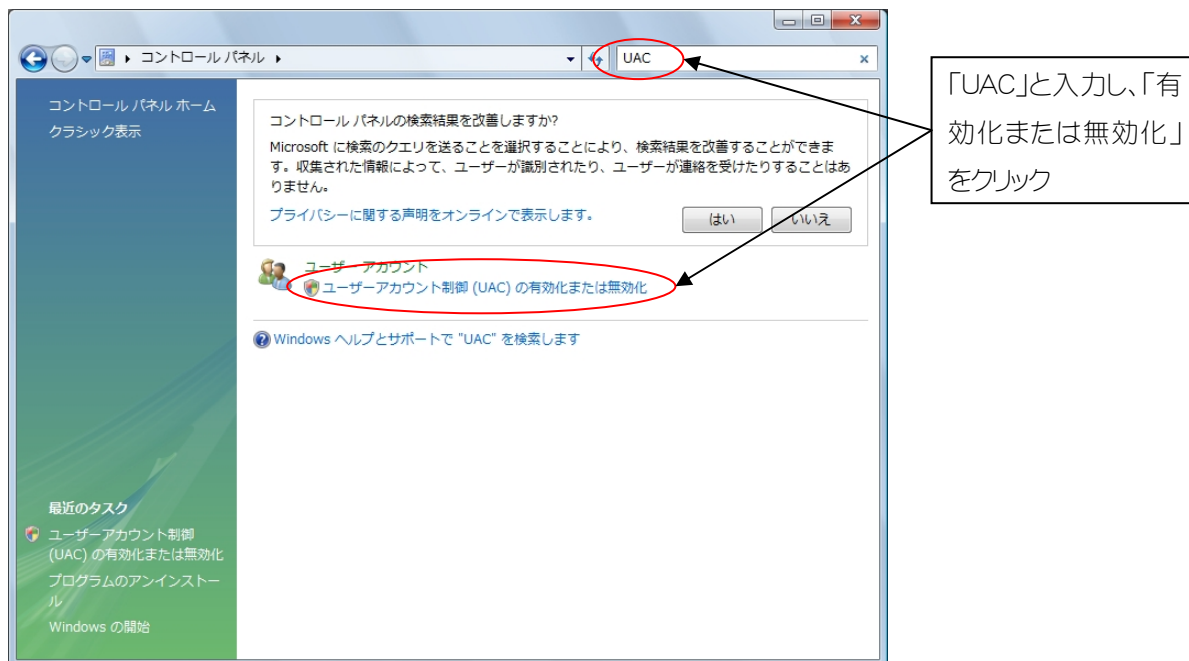 コントロール パネル
UAC
コントロール パネル ホーム
クラシック表示
コントロール パネルの検索結果を改善しますか?
Microsoft に検索のクエリを送ることを選択することにより、検索結果を改善することができま
す。収集された情報によって、ユーザーが識別されたり、ユーザーが連絡を受けたりすることはあ
りません。
プライバシーに関する声明をオンラインで表示します。
はい
いいえ
ユーザー アカウント
ユーザーアカウント制御 (UAC) の有効化または無効化
Windows ヘルプとサポートで "UAC" を検索します
最近のタスク
ユーザーアカウント制御
(UAC) の有効化または無効化
プログラムのアンインストー
ル
Windows の開始
「UAC」と入力し、「有
効化または無効化」
をクリック